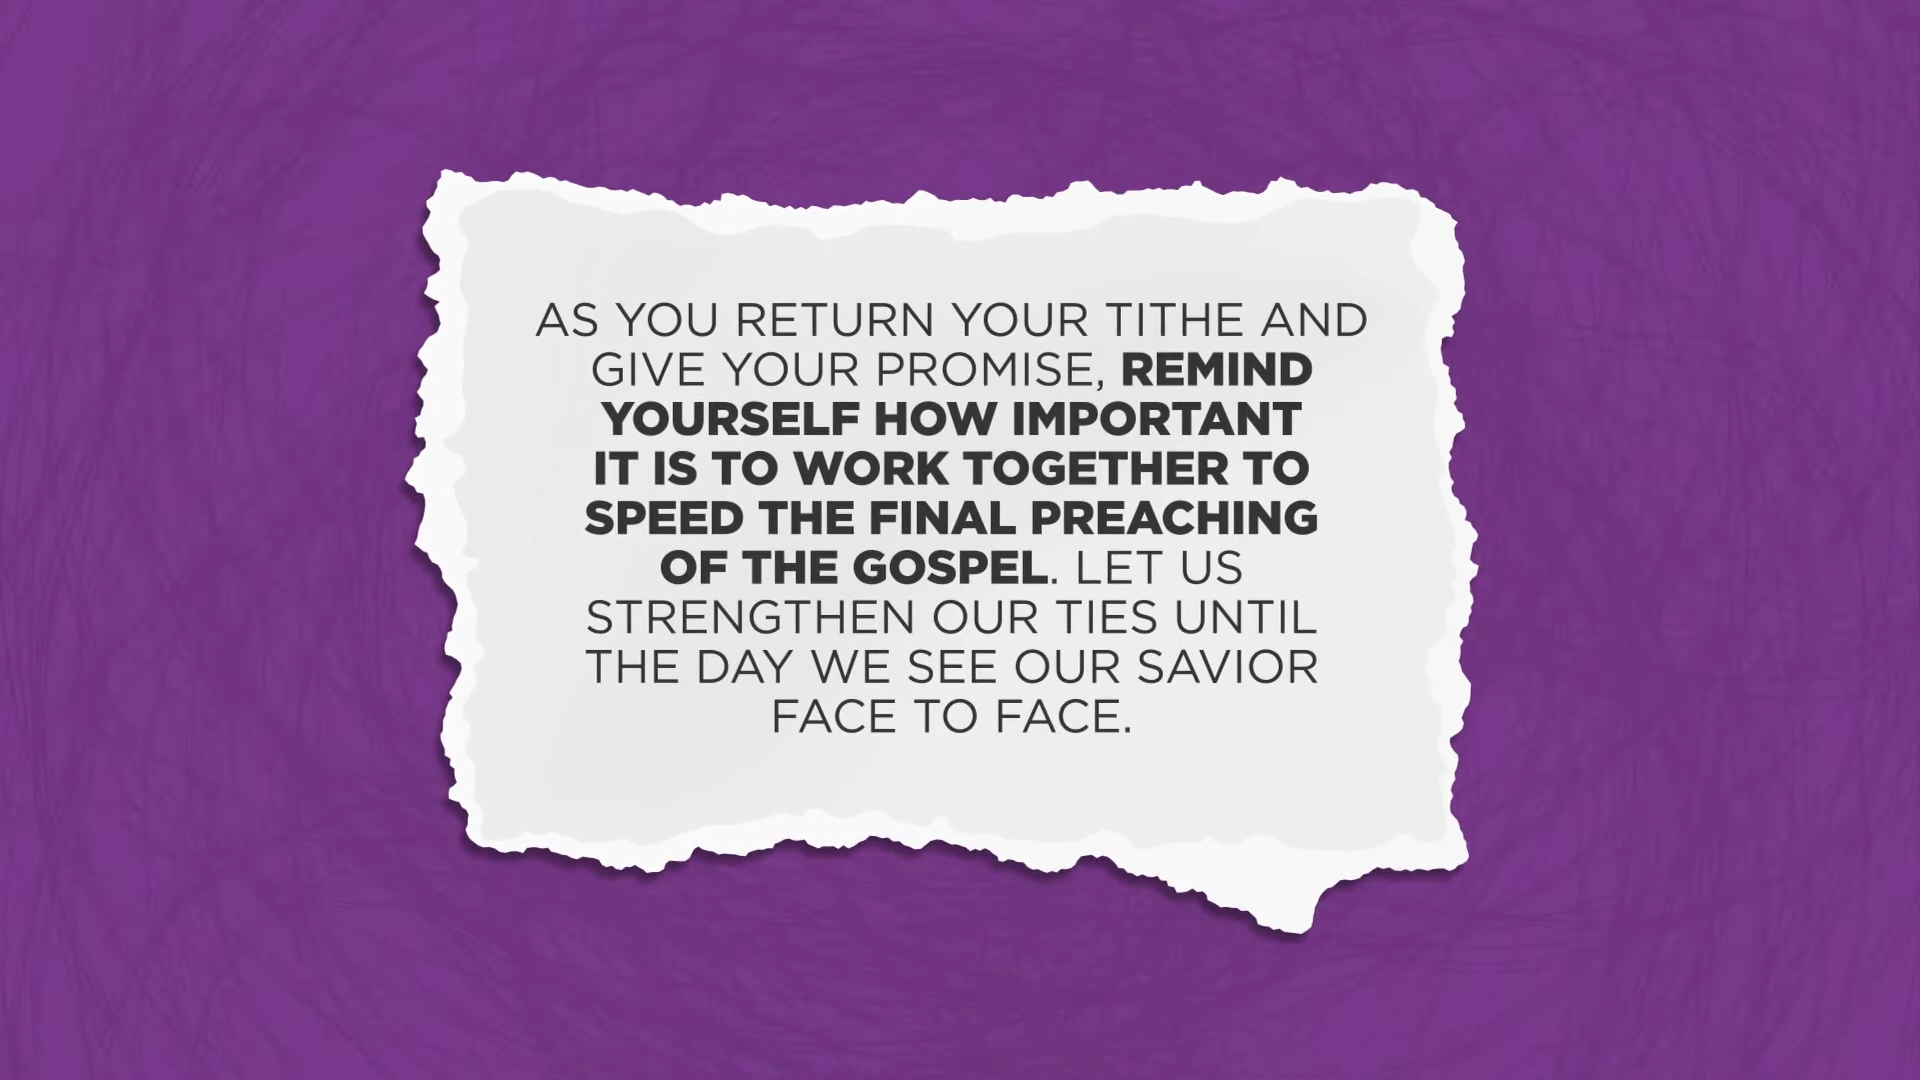 AS YOU RETURN YOUR TITHE AND
GIVE YOUR PROMISE, REMIND
YOURSELF HOW IMPORTANT
IT IS TO WORK TOGETHER TO
SPEED THE FINAL PREACHING
OF THE GOSPEL. LET US
STRENGTHEN OUR TIES UNTIL
THE DAY WE SEE OUR SAVIOR
FACE TO FACE.